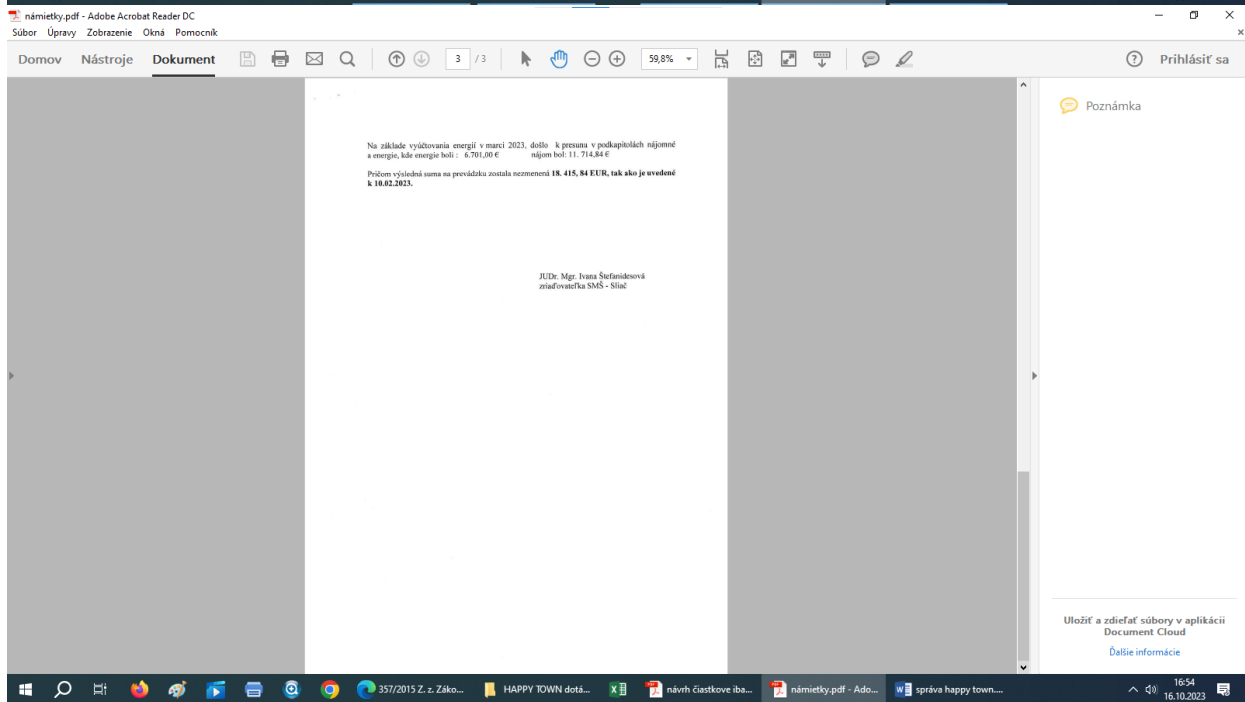 námietky.pdf - Adobe Acrobat Reader DC
Súbor Úpravy Zobrazenie Okná Pomocník
Domov Nástroje Dokument 3 / 3 59,8% Prihlásiť sa
Poznámka
Na základe vyúčtovania energií v marci 2023, došlo k presunu v podkapitolách nájomné
a energie, kde energie boli : 6.701,00 € nájom bol: 11. 714,84 €
Pričom výsledná suma na prevádzku zostala nezmenená 18. 415, 84 EUR, tak ako je uvedené
k 10.02.2023.
JUDr. Mgr. Ivana Štefanidesová
zriaďovateľka SMŠ - Sliač
Uložiť a zdieľať súbory v aplikácii
Document Cloud
Ďalšie informácie
357/2015 Z. z. Záko... HAPPY TOWN dotá... návrh čiastkove iba... námietky.pdf - Ado... správa happy town.... 16:54
16.10.2023